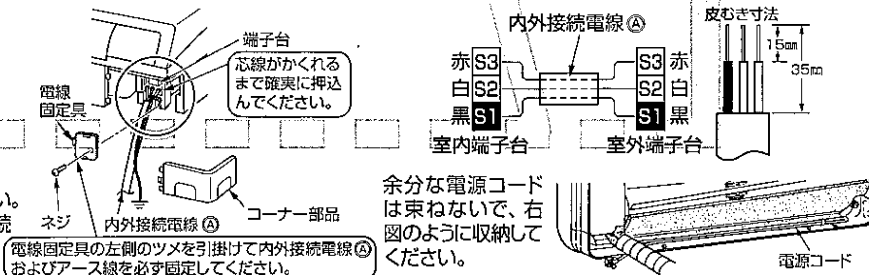 端子台
芯線がかくれる
まで確実に押込
んでください。
電線
固定具
い。
続
ネジ
内外接続電線Ⓐ
コーナー部品
電線固定具の左側のツメを引掛けて内外接続電線Ⓐ
およびアース線を必ず固定してください。
内外接続電線Ⓐ
赤 S3 S3 赤
白 S2 S2 白
黒 S1 S1 黒
室内端子台 室外端子台
皮むき寸法
15㎜
35㎜
余分な電源コード
は束ねないで、右
図のように収納して
ください。
電源コード